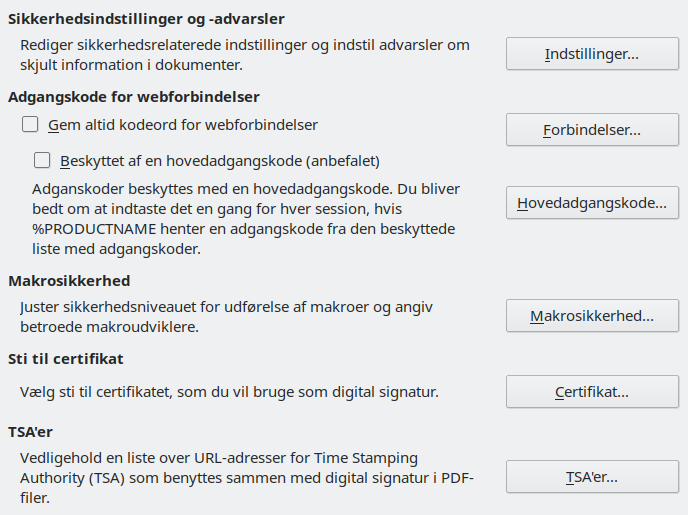 Sikkerhedsindstillinger og -advarsler
Rediger sikkerhedsrelaterede indstillinger og indstil advarsler om
skjult information i dokumenter.
Indstillinger...
Adgangskode for webforbindelser
Gem altid kodeord for webforbindelser
Forbindelser...
Beskyttet af en hovedadgangskode (anbefalet)
Adganskoder beskyttes med en hovedadgangskode. Du bliver
bedt om at indtaste det en gang for hver session, hvis
%PRODUCTNAME henter en adgangskode fra den beskyttede
liste med adgangskoder.
Hovedadgangskode...
Makrosikkerhed
Juster sikkerhedsniveauet for udførelse af makroer og angiv
betroede makroudviklere.
Makrosikkerhed...
Sti til certifikat
Vælg sti til certifikatet, som du vil bruge som digital signatur.
Certifikat...
TSA'er
Vedligehold en liste over URL-adresser for Time Stamping
Authority (TSA) som benyttes sammen med digital signatur i PDF-
filer.
TSA'er...